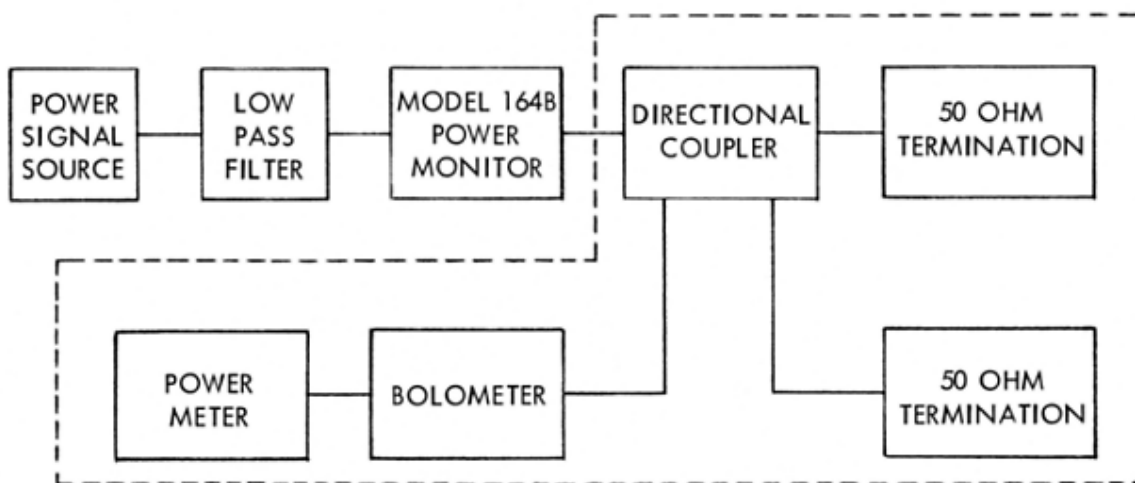 POWER
SIGNAL
SOURCE
LOW
PASS
FILTER
MODEL 164B
POWER
MONITOR
DIRECTIONAL
COUPLER
50 OHM
TERMINATION
POWER
METER
BOLOMETER
50 OHM
TERMINATION